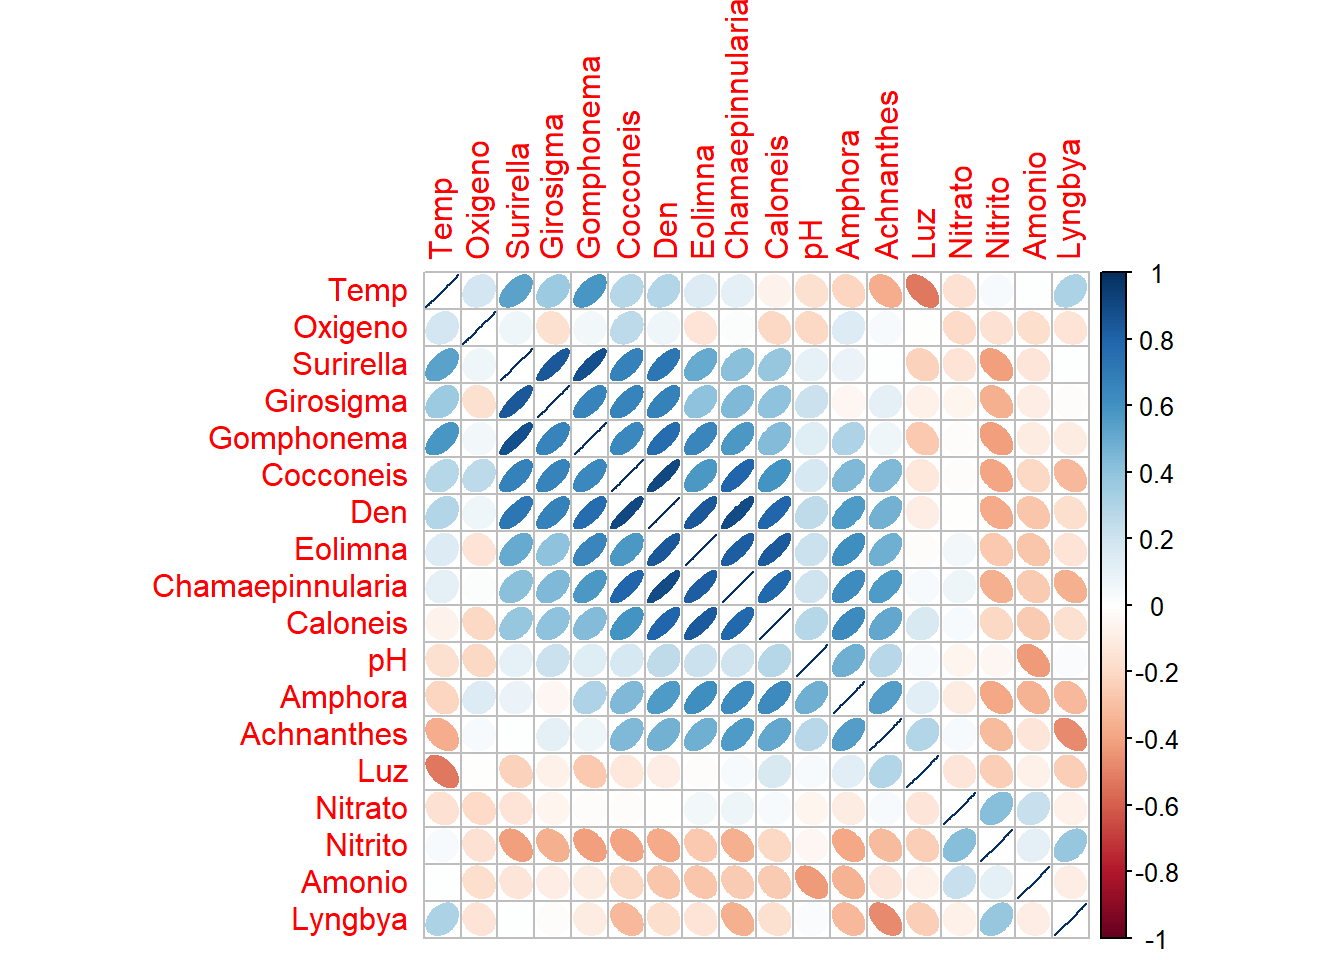 Temp
Oxigeno
Surirella
Girosigma
Gomphonema
Cocconeis
Den
Eolimna
Chamaepinnularia
Caloneis
pH
Amphora
Achnanthes
Luz
Nitrato
Nitrito
Amonio
Lyngbya
Temp
Oxigeno
Surirella
Girosigma
Gomphonema
Cocconeis
Den
Eolimna
Chamaepinnularia
Caloneis
pH
Amphora
Achnanthes
Luz
Nitrato
Nitrito
Amonio
Lyngbya
1
0.8
0.6
0.4
0.2
0
-0.2
-0.4
-0.6
-0.8
-1